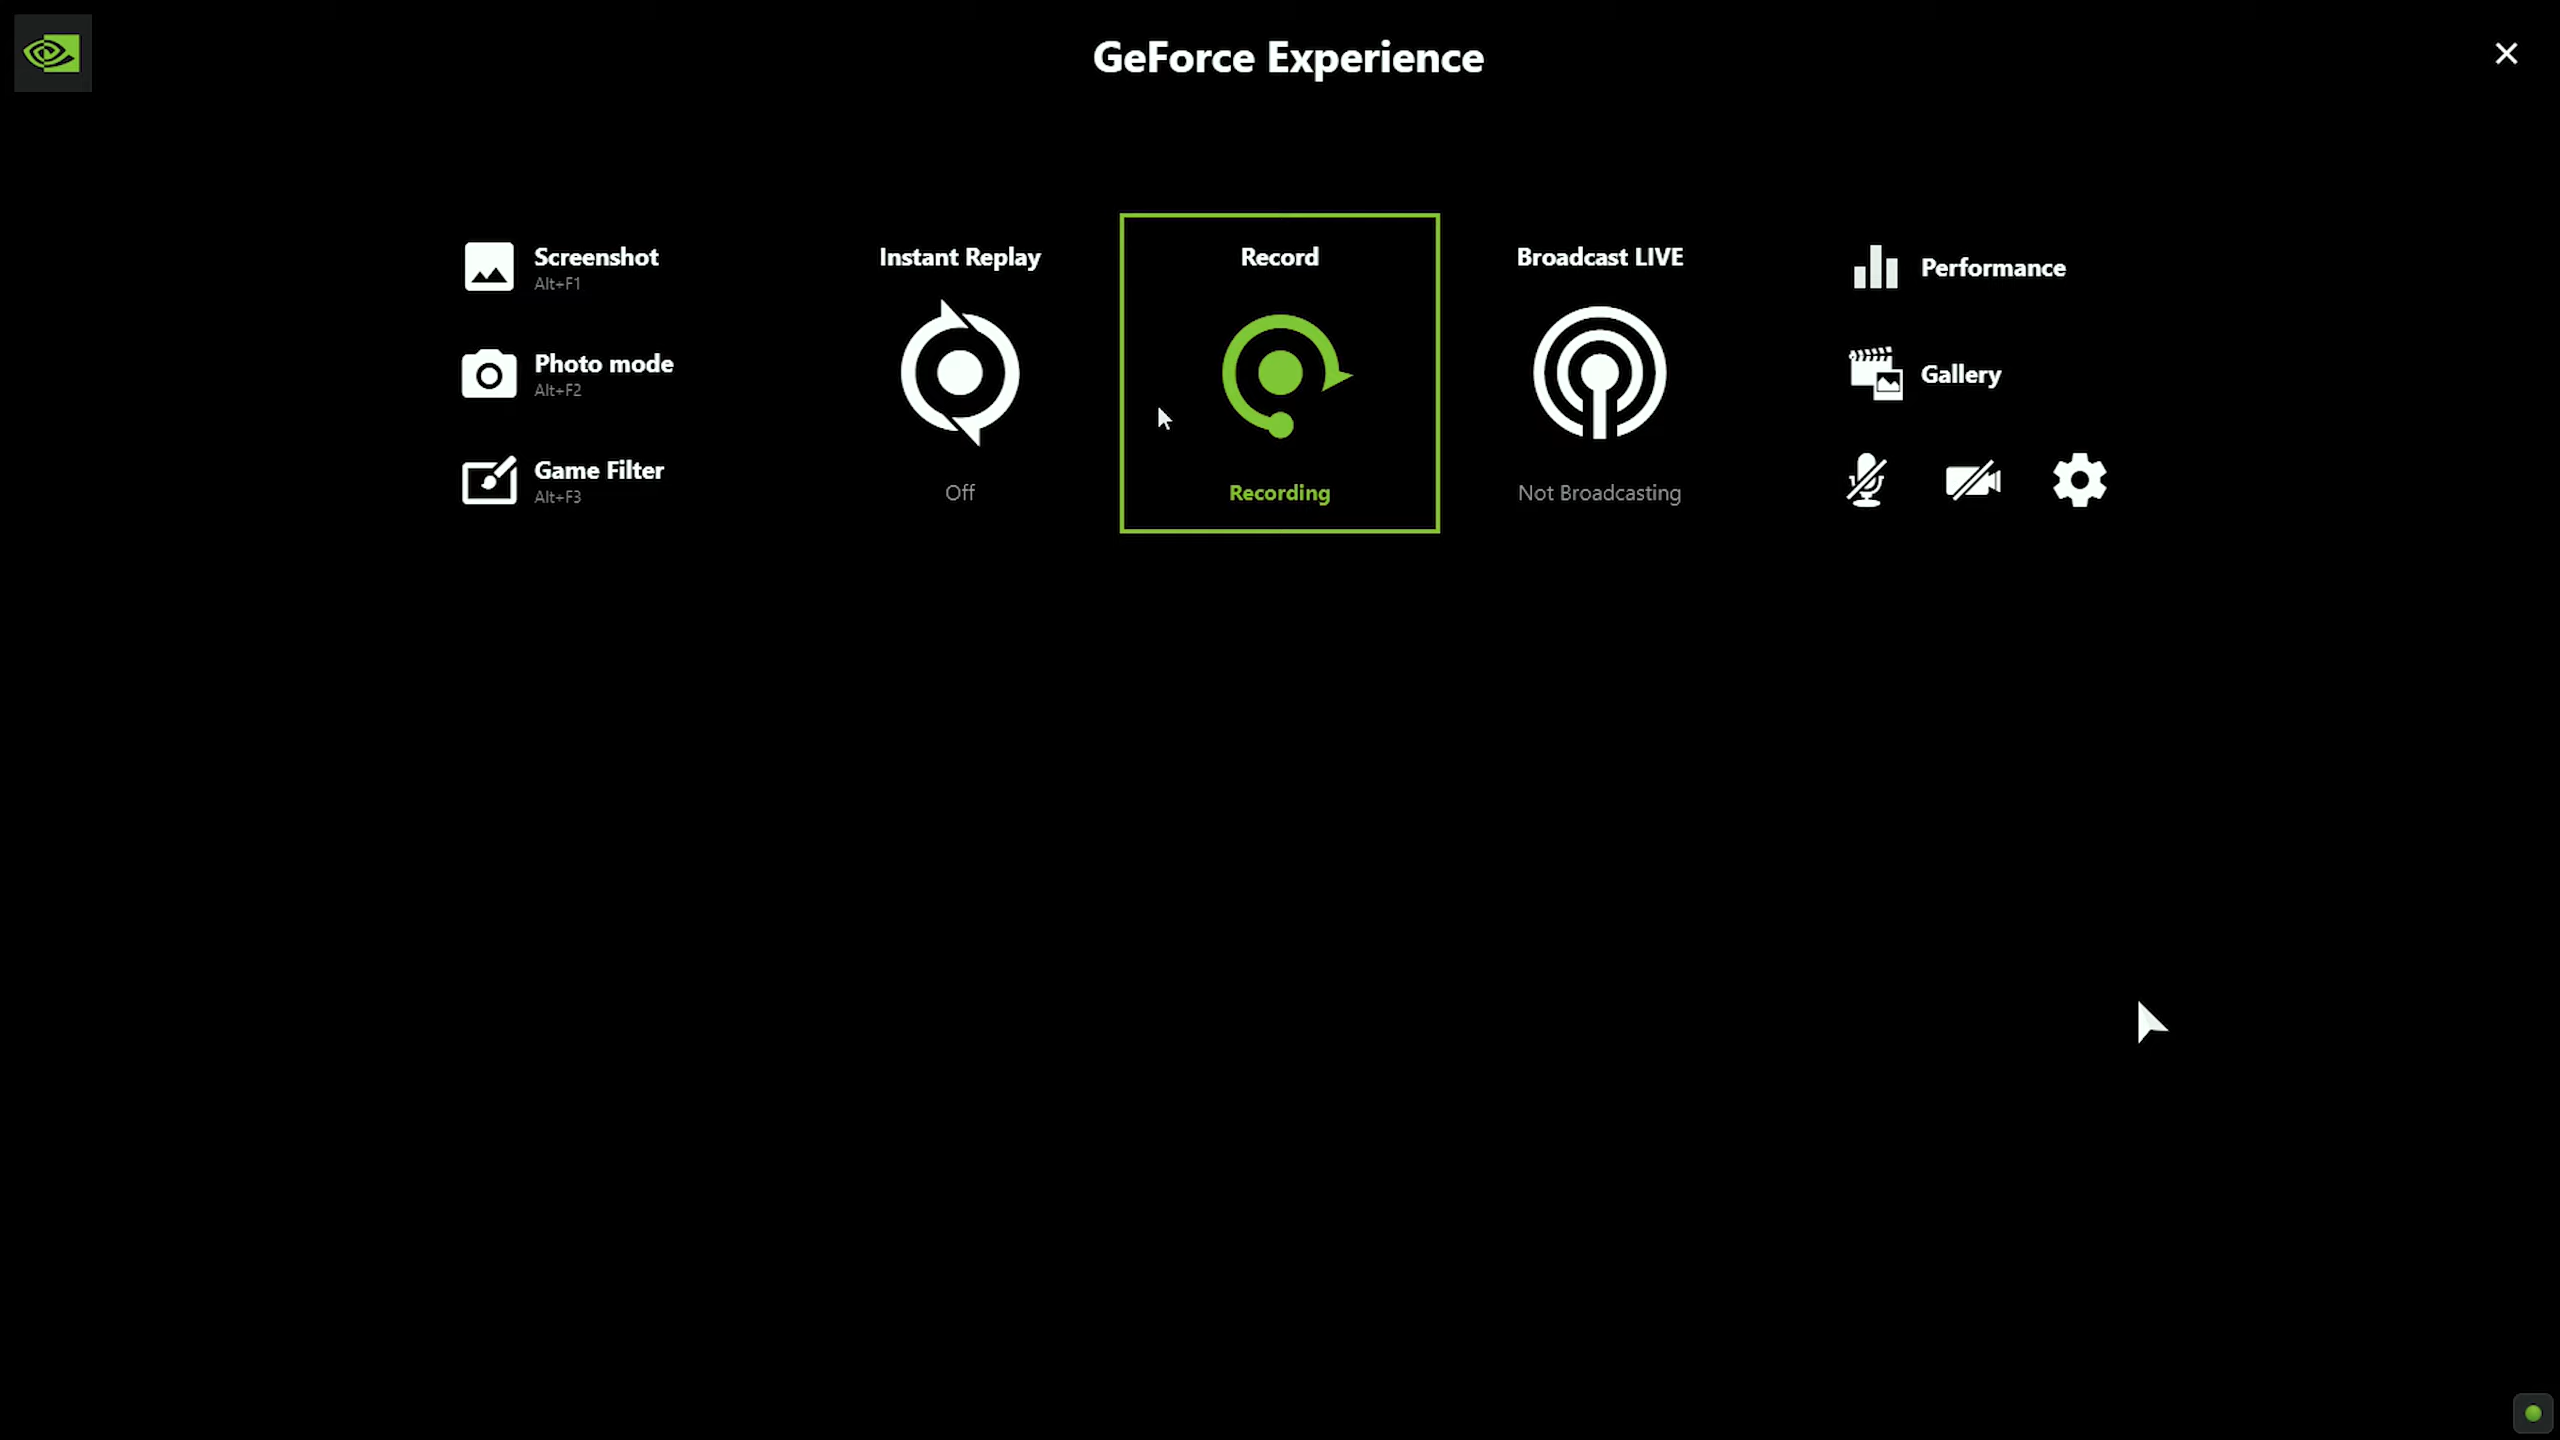 GeForce Experience
Screenshot
Alt+F1
Photo mode
Alt+F2
Game Filter
Alt+F3
Instant Replay
Off
Record
Recording
Broadcast LIVE
Not Broadcasting
Performance
Gallery